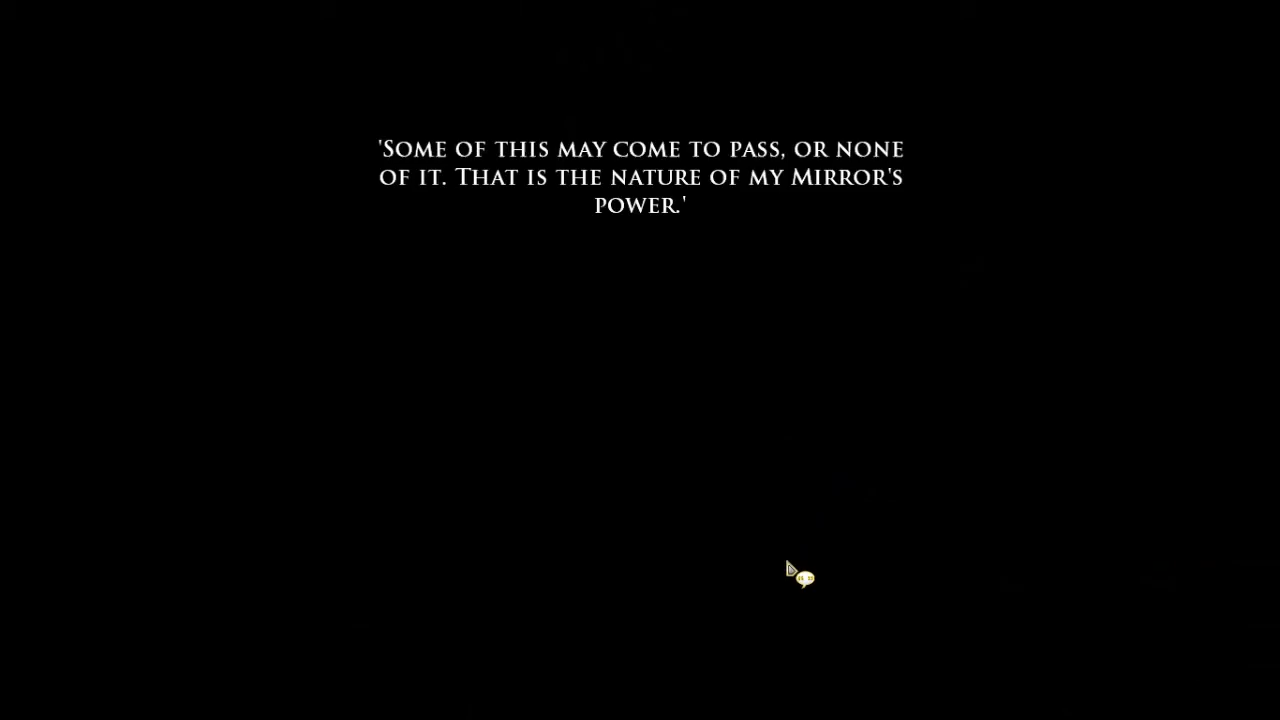 'Some of this may come to pass, or none
of it. That is the nature of my Mirror's
power.'